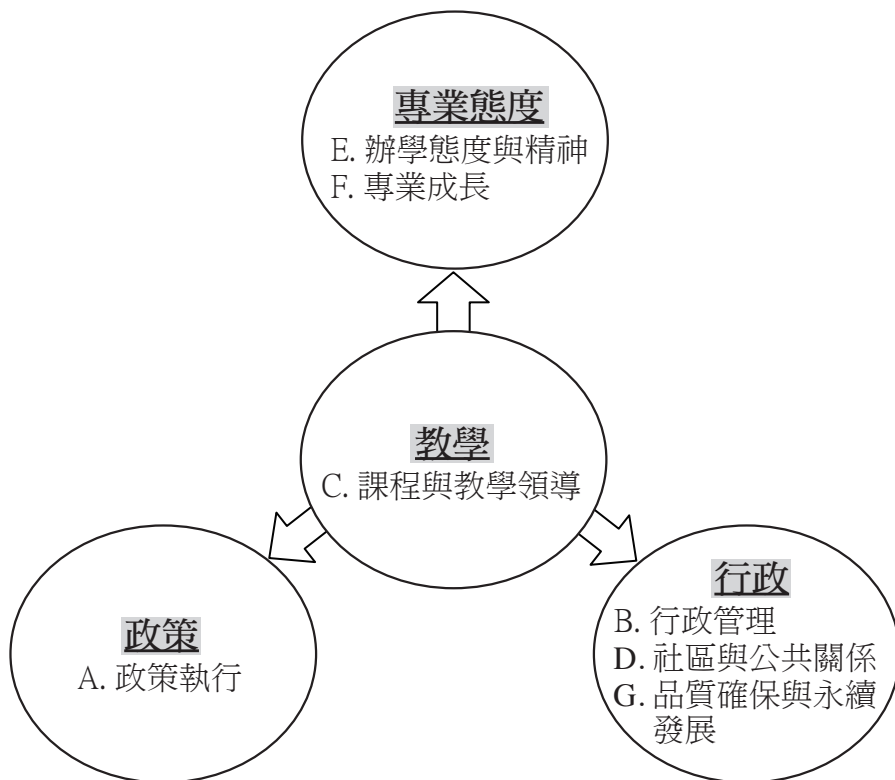 專業態度
E. 辦學態度與精神
F. 專業成長
教學
C. 課程與教學領導
政策
A. 政策執行
行政
B. 行政管理
D. 社區與公共關係
G. 品質確保與永續
發展